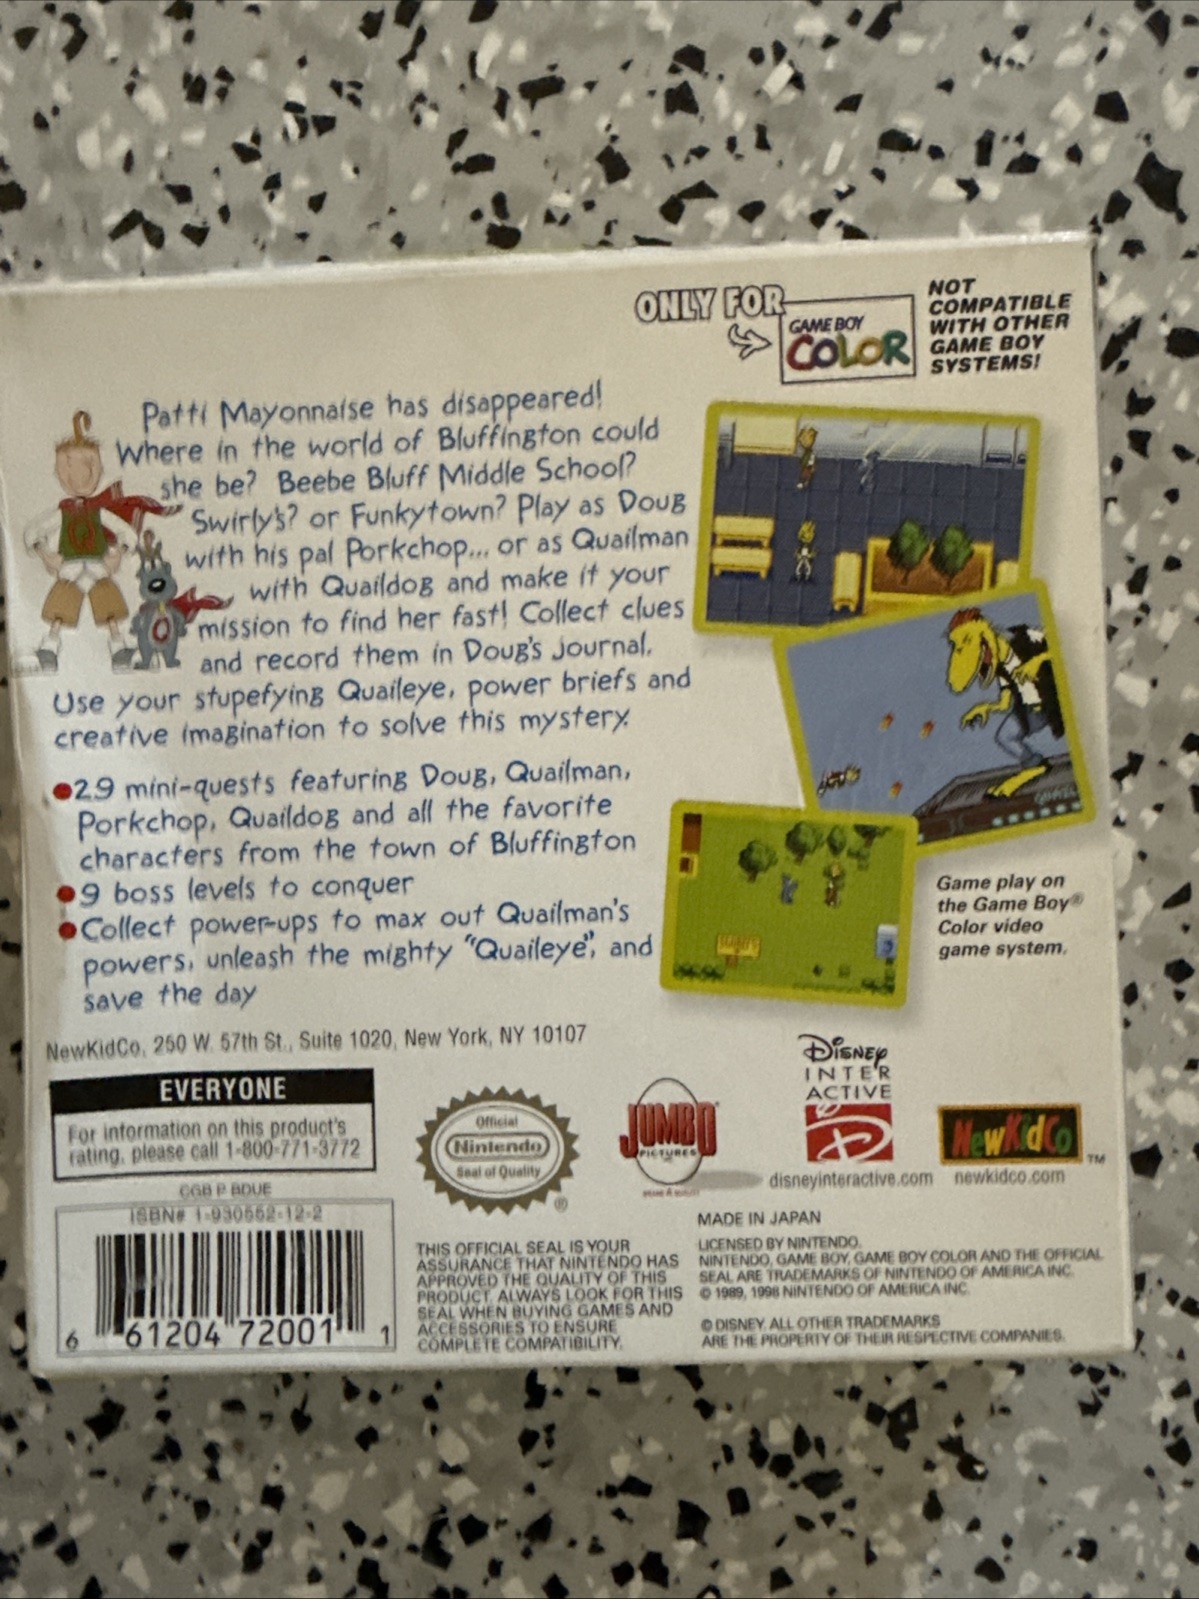 ONLY FOR
GAME BOY
COLOR
NOT
COMPATIBLE
WITH OTHER
GAME BOY
SYSTEMS!
Patti Mayonnaise has disappeared!
Where in the world of Bluffington could
she be? Beebe Bluff Middle School?
Swirly's? or Funkytown? Play as Doug
with his pal Porkchop... or as Quailman
with Quaildog and make it your
mission to find her fast! Collect clues
and record them in Doug's Journal.
Use your stupefying Quaileye, power briefs and
creative imagination to solve this mystery.
•29 mini-quests featuring Doug, Quailman,
Porkchop, Quaildog and all the favorite
characters from the town of Bluffington
•9 boss levels to conquer
•Collect power-ups to max out Quailman's
powers, unleash the mighty "Quaileye", and
save the day
Game play on
the Game Boy®
Color video
game system.
NewKidCo, 250 W. 57th St., Suite 1020, New York, NY 10107
EVERYONE
For information on this product's
rating, please call 1-800-771-3772
CGB P BDUE
ISBN# 1-930552-12-2
6 61204 72001 1
Official
Nintendo
Seal of Quality
®
JUMBO
PICTURES
DISNEY
INTER
ACTIVE
D
disneyinteractive.com
NewKidCo
TM
newkidco.com
THIS OFFICIAL SEAL IS YOUR
ASSURANCE THAT NINTENDO HAS
APPROVED THE QUALITY OF THIS
PRODUCT. ALWAYS LOOK FOR THIS
SEAL WHEN BUYING GAMES AND
ACCESSORIES TO ENSURE
COMPLETE COMPATIBILITY.
MADE IN JAPAN
LICENSED BY NINTENDO.
NINTENDO, GAME BOY, GAME BOY COLOR AND THE OFFICIAL
SEAL ARE TRADEMARKS OF NINTENDO OF AMERICA INC.
© 1989, 1998 NINTENDO OF AMERICA INC.
© DISNEY. ALL OTHER TRADEMARKS
ARE THE PROPERTY OF THEIR RESPECTIVE COMPANIES.